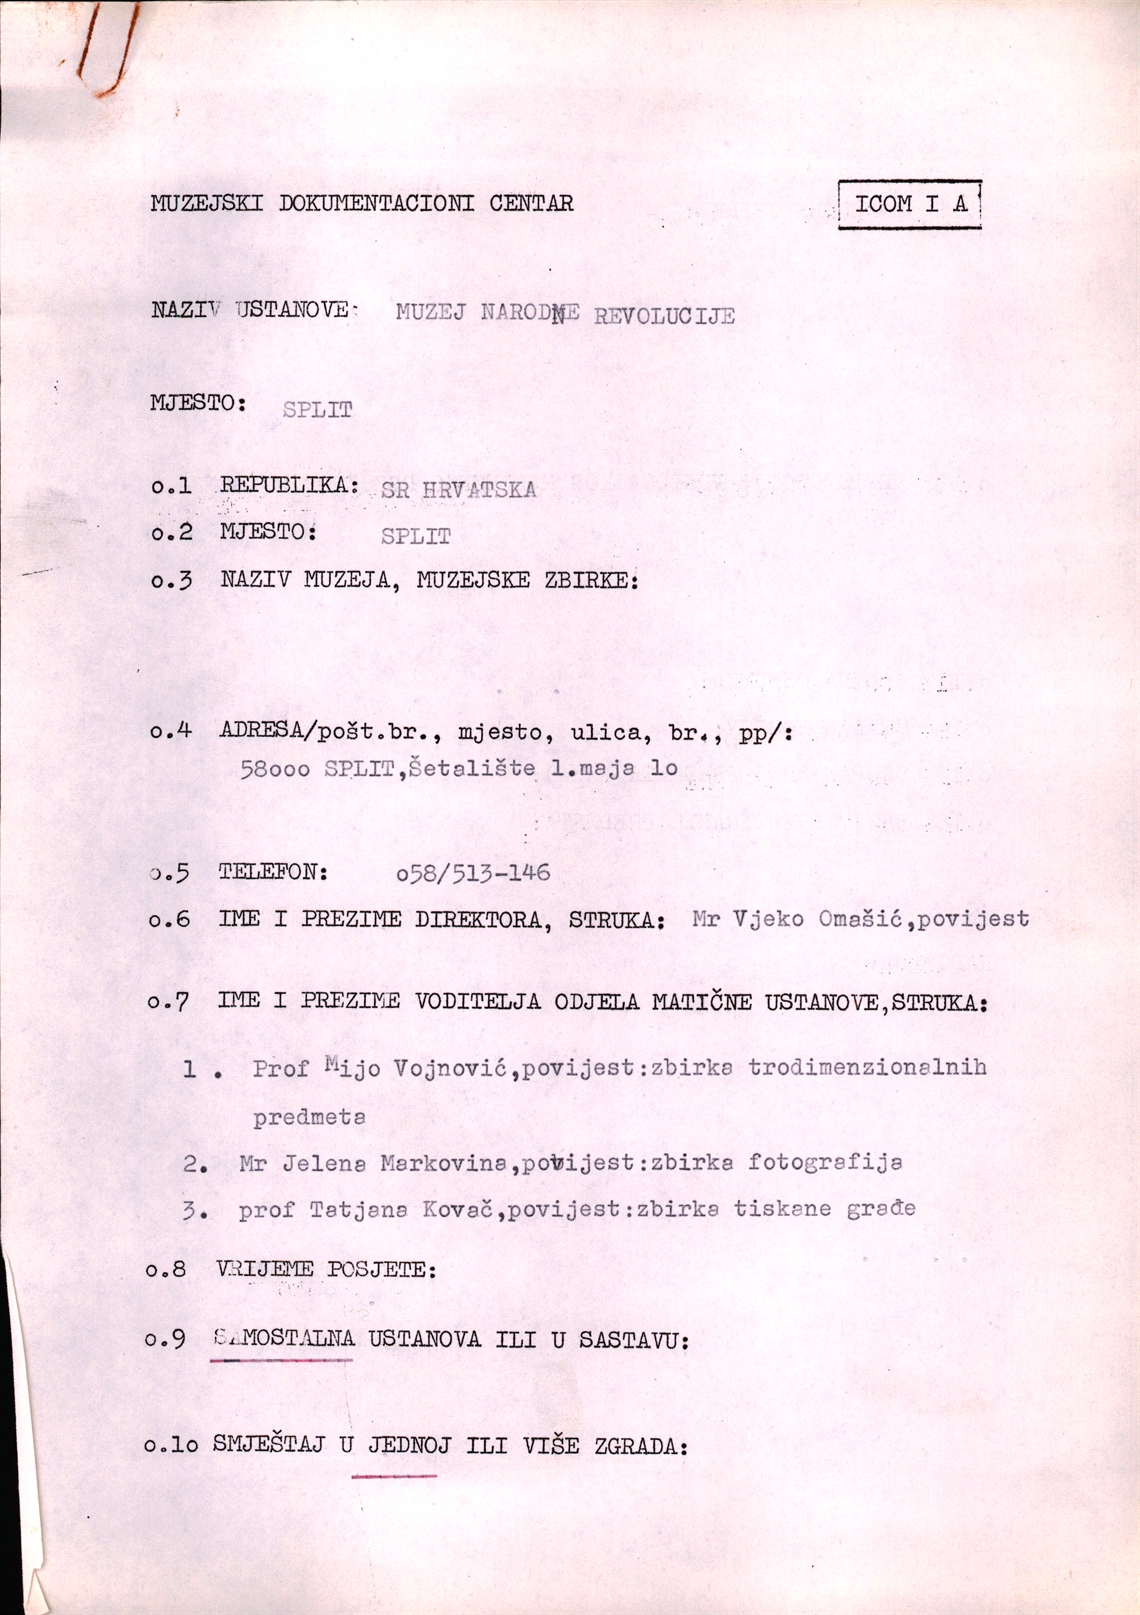 MUZEJSKI DOKUMENTACIONI CENTAR
ICOM I A
NAZIV USTANOVE: MUZEJ NARODNE REVOLUCIJE
MJESTO: SPLIT
o.1 REPUBLIKA: SR HRVATSKA
o.2 MJESTO: SPLIT
o.3 NAZIV MUZEJA, MUZEJSKE ZBIRKE:
o.4 ADRESA/pošt.br., mjesto, ulica, br., pp/:
58ooo SPLIT,Šetalište l.maja lo
o.5 TELEFON: o58/513-146
o.6 IME I PREZIME DIREKTORA, STRUKA: Mr Vjeko Omašić,povijest
o.7 IME I PREZIME VODITELJA ODJELA MATIČNE USTANOVE,STRUKA:
1 . Prof Mijo Vojnović,povijest:zbirka trodimenzionalnih
predmeta
2. Mr Jelena Markovina,povijest:zbirka fotografija
3. prof Tatjana Kovač,povijest:zbirka tiskane građe
o.8 VRIJEME POSJETE:
o.9 SAMOSTALNA USTANOVA ILI U SASTAVU:
o.lo SMJEŠTAJ U JEDNOJ ILI VIŠE ZGRADA: